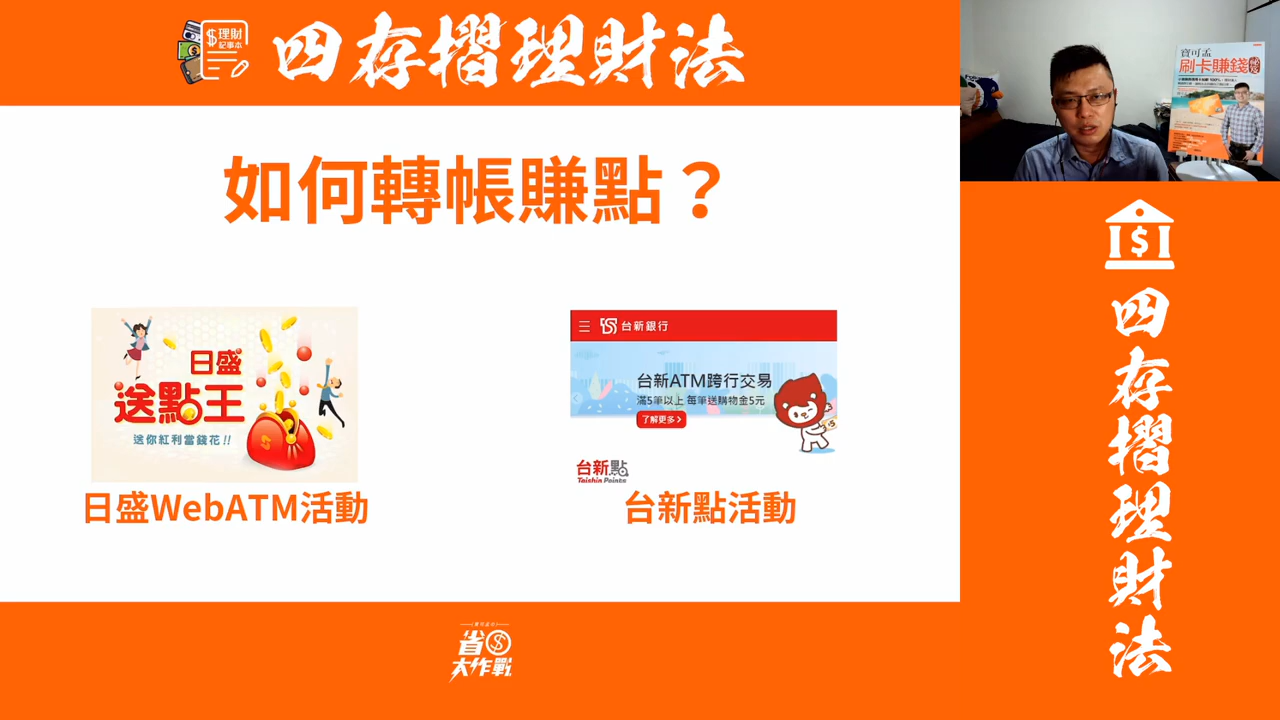 $理財
記事本
四存摺理財法
如何轉帳賺點？
日盛
送點王
送你紅利當錢花!!
日盛WebATM活動
台新銀行
台新ATM跨行交易
滿5筆以上 每筆送購物金5元
了解更多
台新點
Taishin Points
台新點活動
省$
大作戰
寶可孟
刷卡賺錢
四存摺理財法